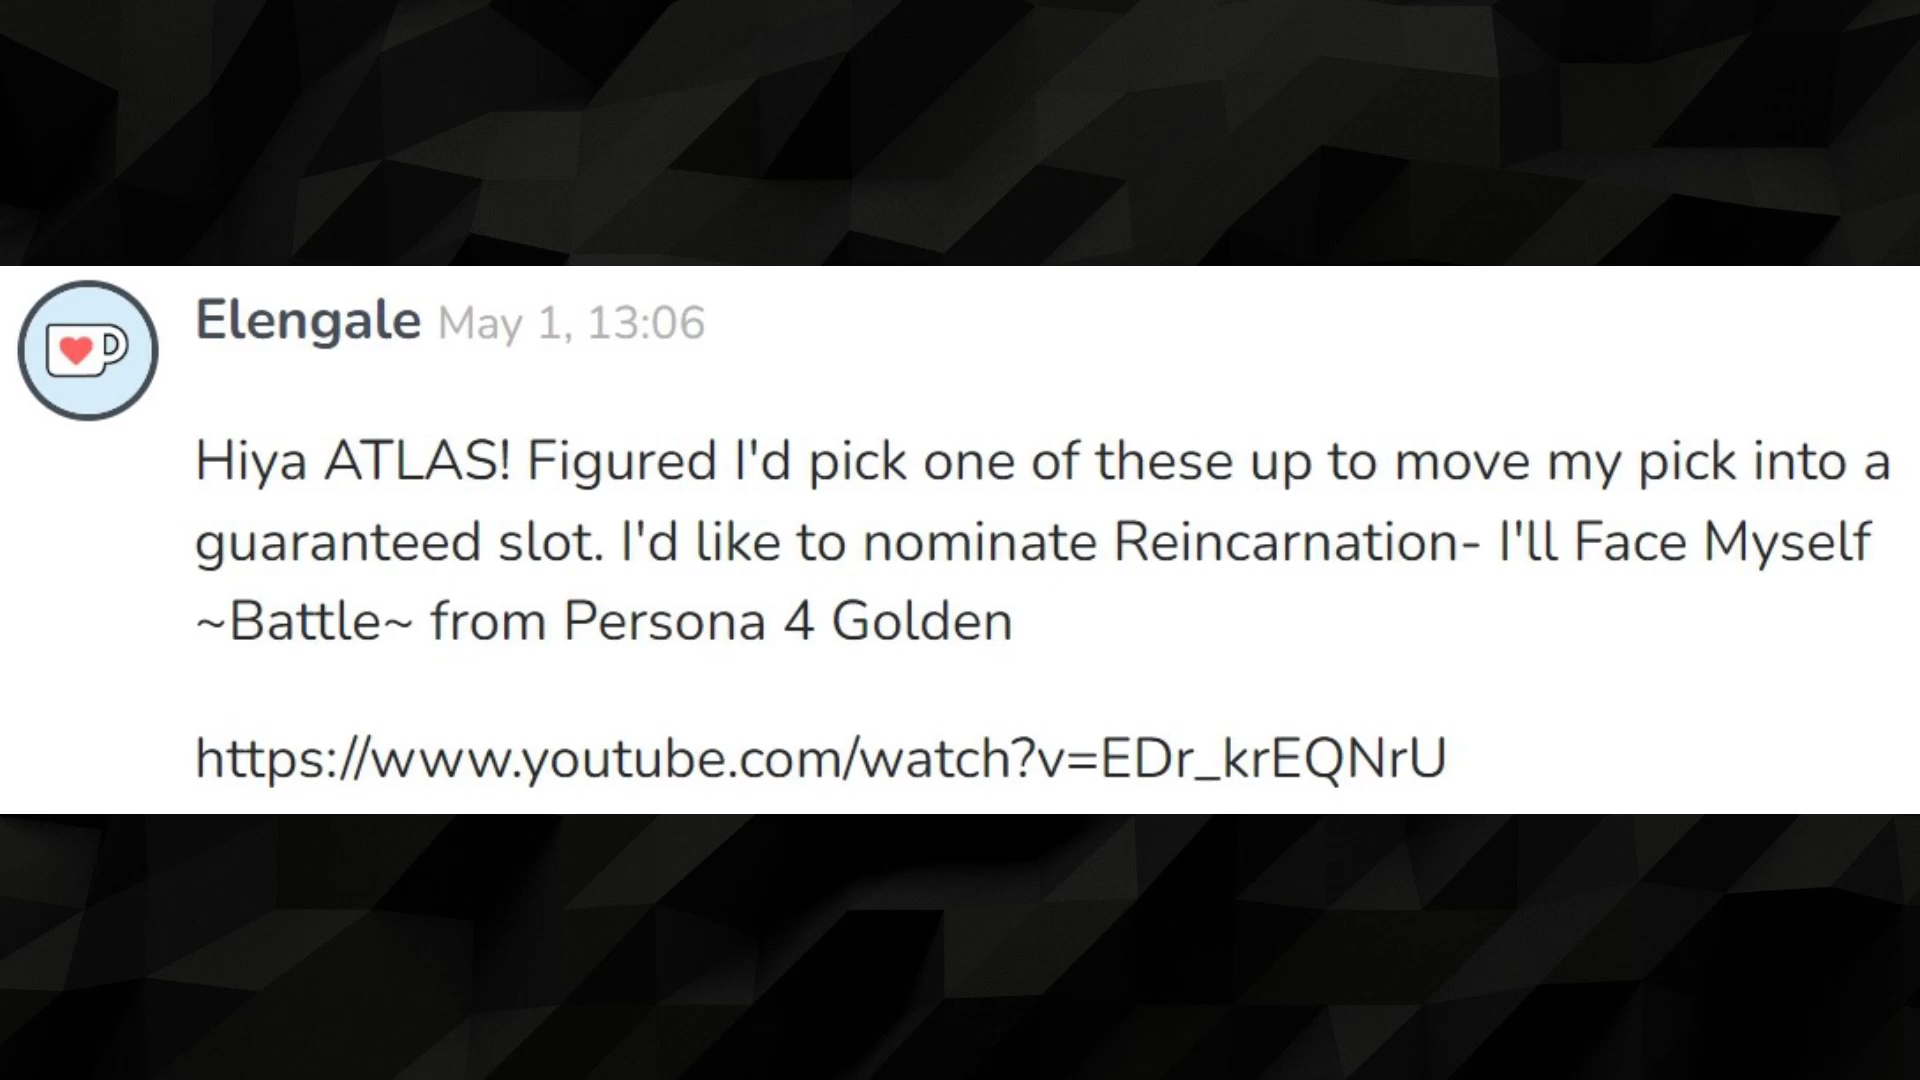 Elengale May 1, 13:06
Hiya ATLAS! Figured I'd pick one of these up to move my pick into a
guaranteed slot. I'd like to nominate Reincarnation- I'll Face Myself
~Battle~ from Persona 4 Golden
https://www.youtube.com/watch?v=EDr_krEQNrU